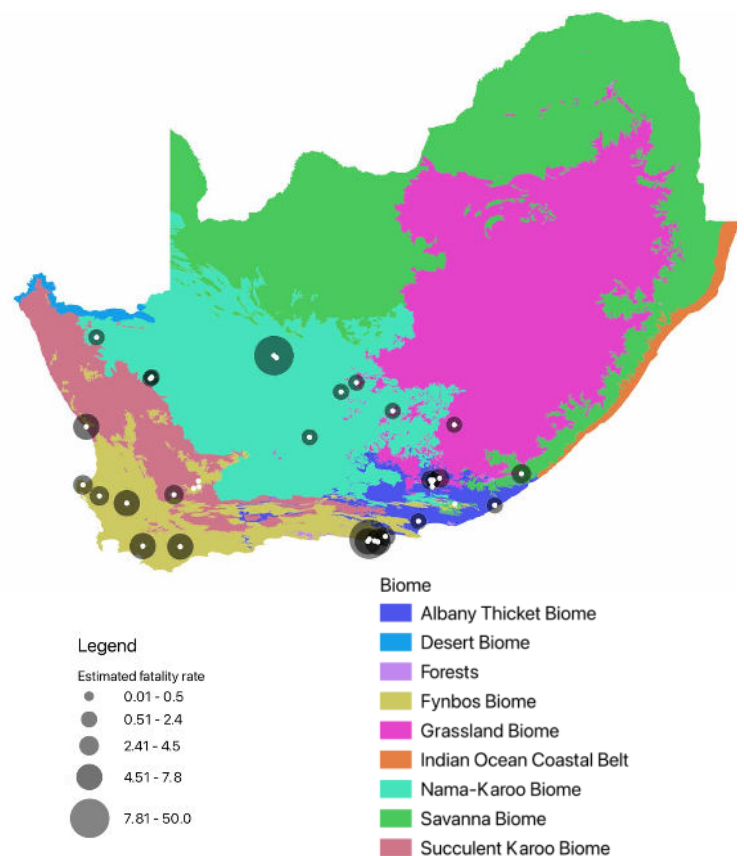 Biome
Albany Thicket Biome
Desert Biome
Forests
Fynbos Biome
Grassland Biome
Indian Ocean Coastal Belt
Nama-Karoo Biome
Savanna Biome
Succulent Karoo Biome
Legend
Estimated fatality rate
0.01 - 0.5
0.51 - 2.4
2.41 - 4.5
4.51 - 7.8
7.81 - 50.0